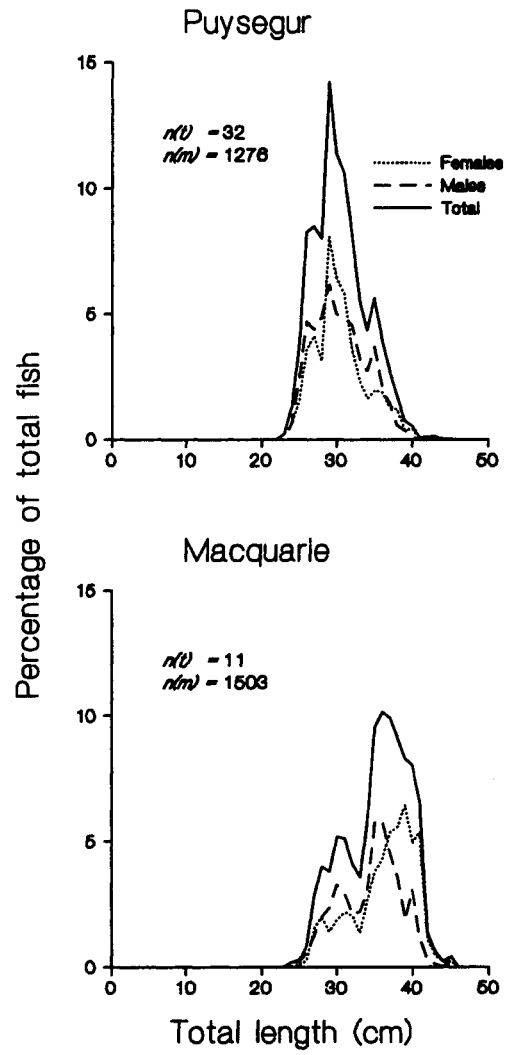 Puysegur
15
n(t) = 32
n(m) = 1276
Females
Males
Total
10
5
0
0 10 20 30 40 50
Percentage of total fish
Macquarie
15
n(t) = 11
n(m) = 1503
10
5
0
0 10 20 30 40 50
Total length (cm)